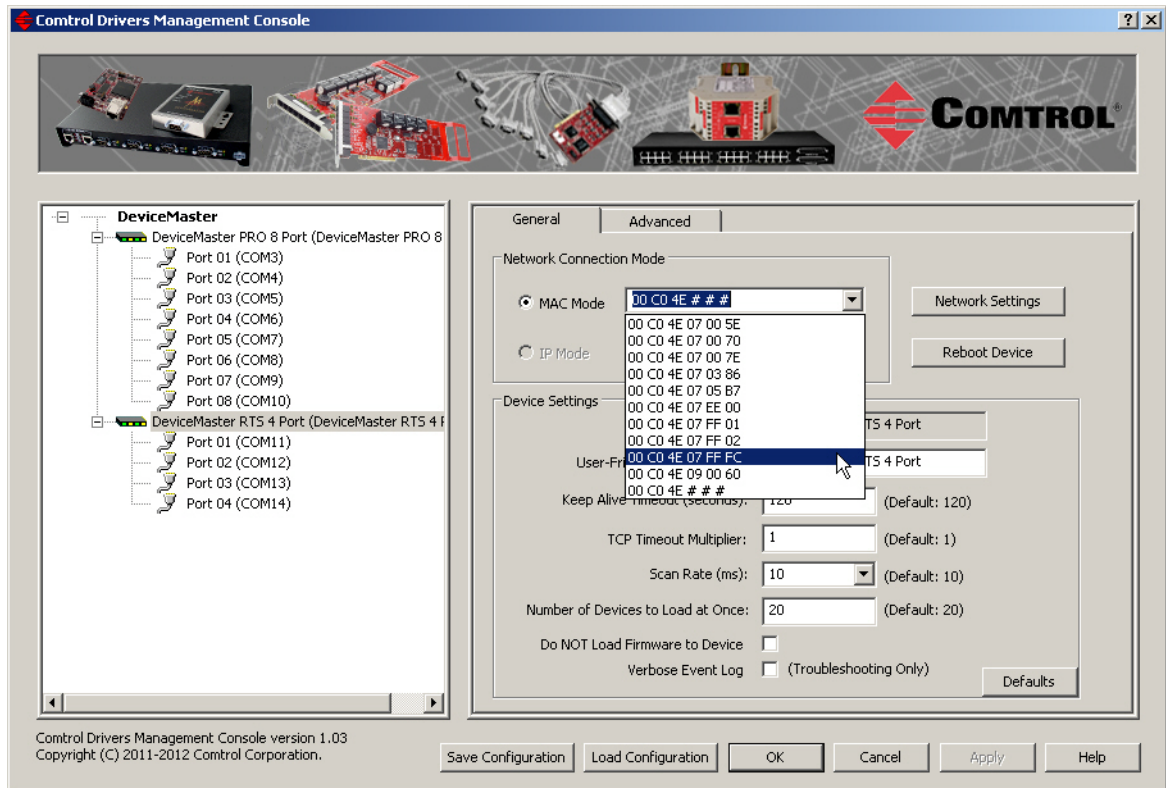 Comtrol Drivers Management Console
COMTROL
DeviceMaster
DeviceMaster PRO 8 Port (DeviceMaster PRO 8
Port 01 (COM3)
Port 02 (COM4)
Port 03 (COM5)
Port 04 (COM6)
Port 05 (COM7)
Port 06 (COM8)
Port 07 (COM9)
Port 08 (COM10)
DeviceMaster RTS 4 Port (DeviceMaster RTS 4
Port 01 (COM11)
Port 02 (COM12)
Port 03 (COM13)
Port 04 (COM14)
General Advanced
Network Connection Mode
MAC Mode 00 C0 4E # # #
Network Settings
IP Mode
Reboot Device
00 C0 4E 07 00 5E
00 C0 4E 07 00 70
00 C0 4E 07 00 7E
00 C0 4E 07 03 86
00 C0 4E 07 05 B7
00 C0 4E 07 EE 00
00 C0 4E 07 FF 01
00 C0 4E 07 FF 02
00 C0 4E 07 FF FC
00 C0 4E 09 00 60
00 C0 4E # # #
Device Settings
TS 4 Port
User-Fri
TS 4 Port
Keep Alive Timeout (seconds): 120 (Default: 120)
TCP Timeout Multiplier: 1 (Default: 1)
Scan Rate (ms): 10 (Default: 10)
Number of Devices to Load at Once: 20 (Default: 20)
Do NOT Load Firmware to Device
Verbose Event Log (Troubleshooting Only)
Defaults
Comtrol Drivers Management Console version 1.03
Copyright (C) 2011-2012 Comtrol Corporation.
Save Configuration Load Configuration OK Cancel Apply Help